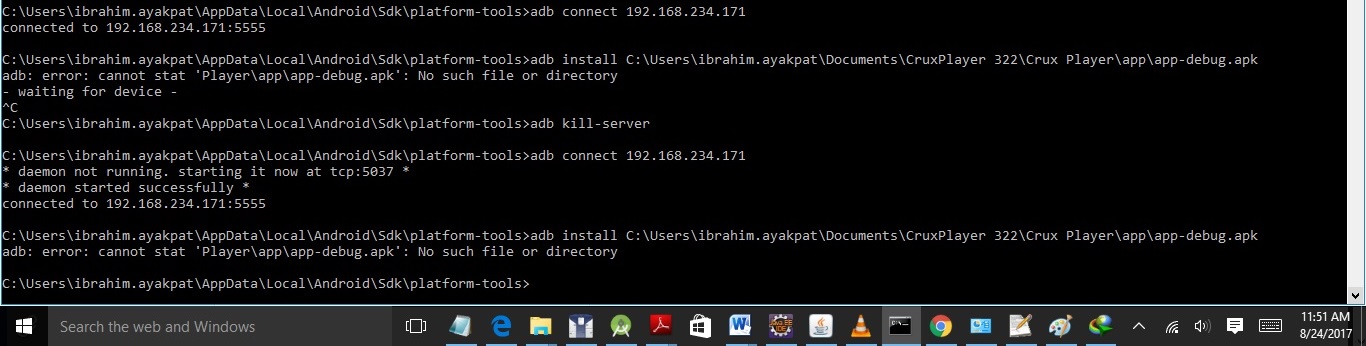 C:\Users\ibrahim.ayakpat\AppData\Local\Android\Sdk\platform-tools>adb connect 192.168.234.171
connected to 192.168.234.171:5555
C:\Users\ibrahim.ayakpat\AppData\Local\Android\Sdk\platform-tools>adb install C:\Users\ibrahim.ayakpat\Documents\CruxPlayer 322\Crux Player\app\app-debug.apk
adb: error: cannot stat 'Player\app\app-debug.apk': No such file or directory
- waiting for device -
^C
C:\Users\ibrahim.ayakpat\AppData\Local\Android\Sdk\platform-tools>adb kill-server
C:\Users\ibrahim.ayakpat\AppData\Local\Android\Sdk\platform-tools>adb connect 192.168.234.171
* daemon not running. starting it now at tcp:5037 *
* daemon started successfully *
connected to 192.168.234.171:5555
C:\Users\ibrahim.ayakpat\AppData\Local\Android\Sdk\platform-tools>adb install C:\Users\ibrahim.ayakpat\Documents\CruxPlayer 322\Crux Player\app\app-debug.apk
adb: error: cannot stat 'Player\app\app-debug.apk': No such file or directory
C:\Users\ibrahim.ayakpat\AppData\Local\Android\Sdk\platform-tools>
Search the web and Windows
11:51 AM
8/24/2017